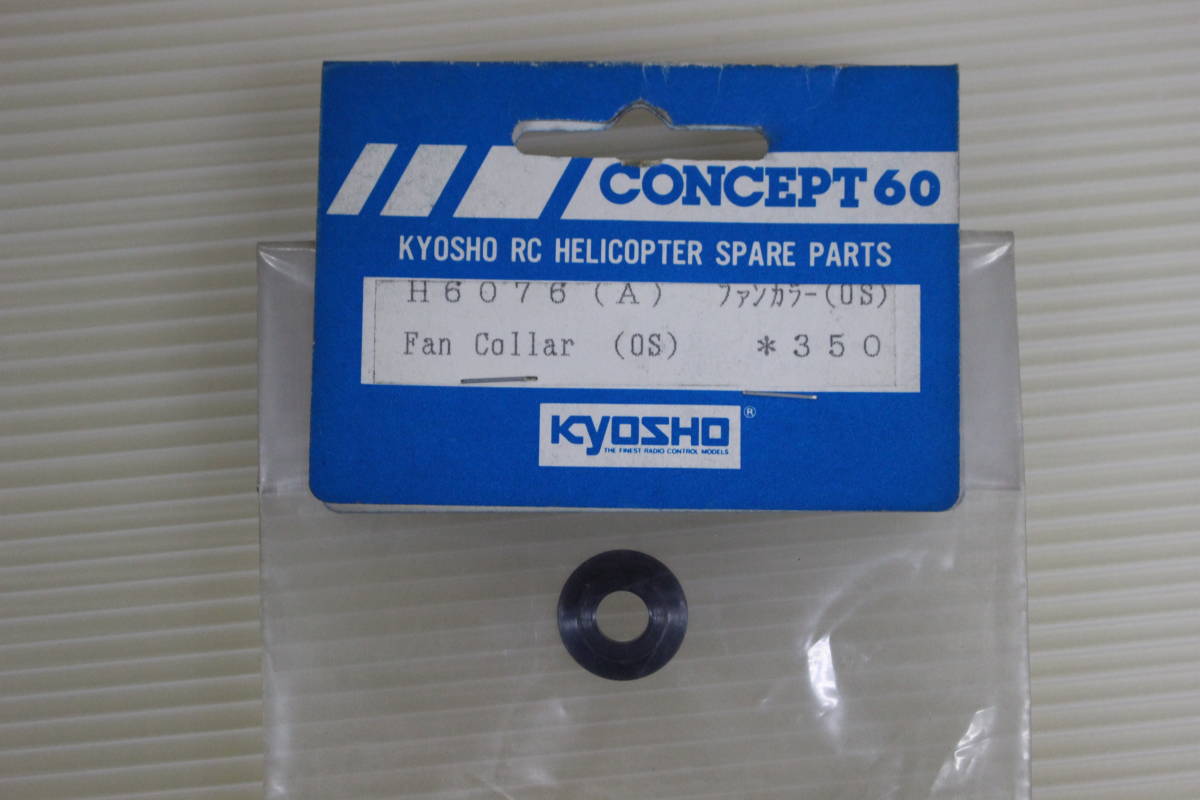 CONCEPT 60
KYOSHO RC HELICOPTER SPARE PARTS
H6076(A) ファンカラー(OS)
Fan Collar (OS) *350
KYOSHO ®
THE FINEST RADIO CONTROL MODELS